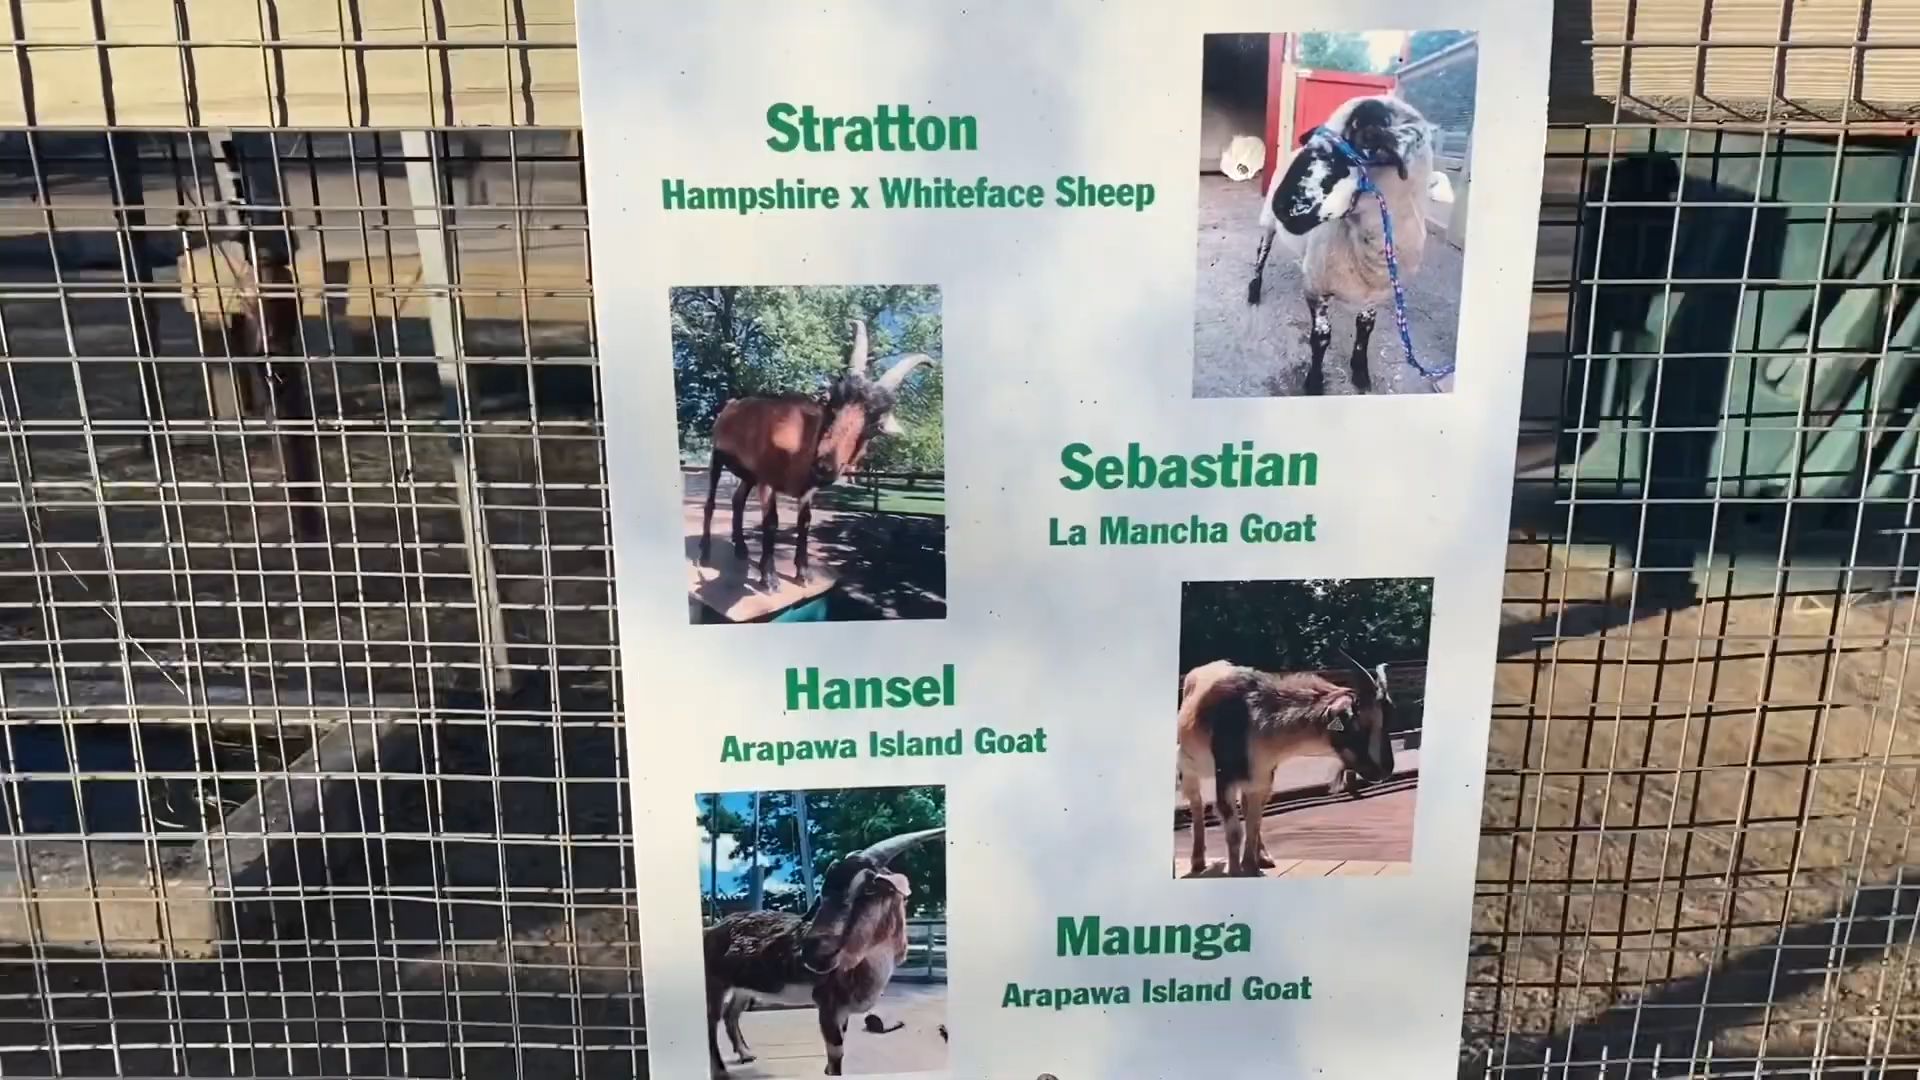 Stratton
Hampshire x Whiteface Sheep
Sebastian
La Mancha Goat
Hansel
Arapawa Island Goat
Maunga
Arapawa Island Goat